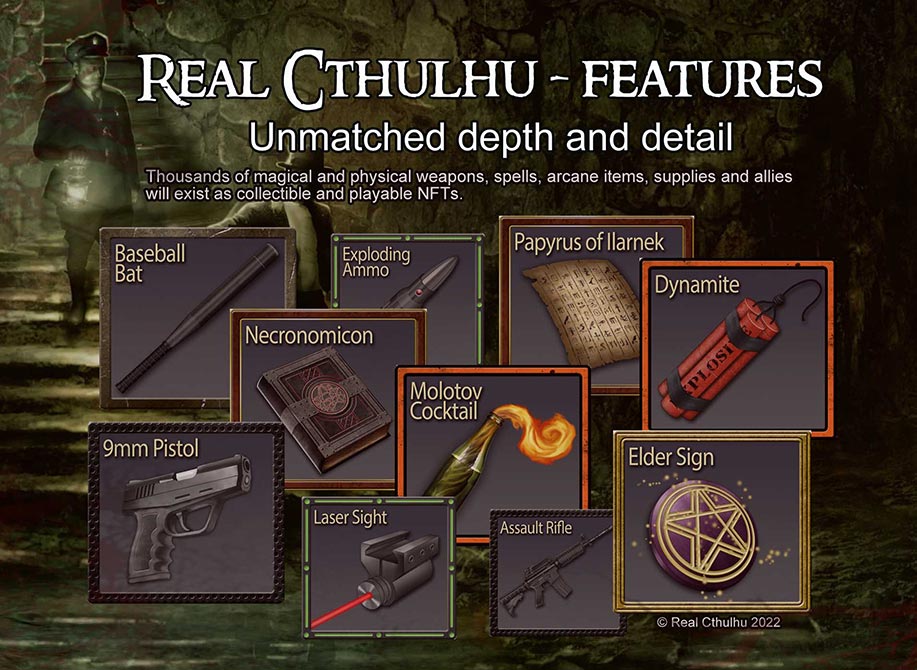 REAL CTHULHU - FEATURES
Unmatched depth and detail
Thousands of magical and physical weapons, spells, arcane items, supplies and allies
will exist as collectible and playable NFTs.
Baseball
Bat
Exploding
Ammo
Papyrus of Ilarnek
Dynamite
PLOSI
Necronomicon
Molotov
Cocktail
9mm Pistol
Elder Sign
Laser Sight
Assault Rifle
© Real Cthulhu 2022